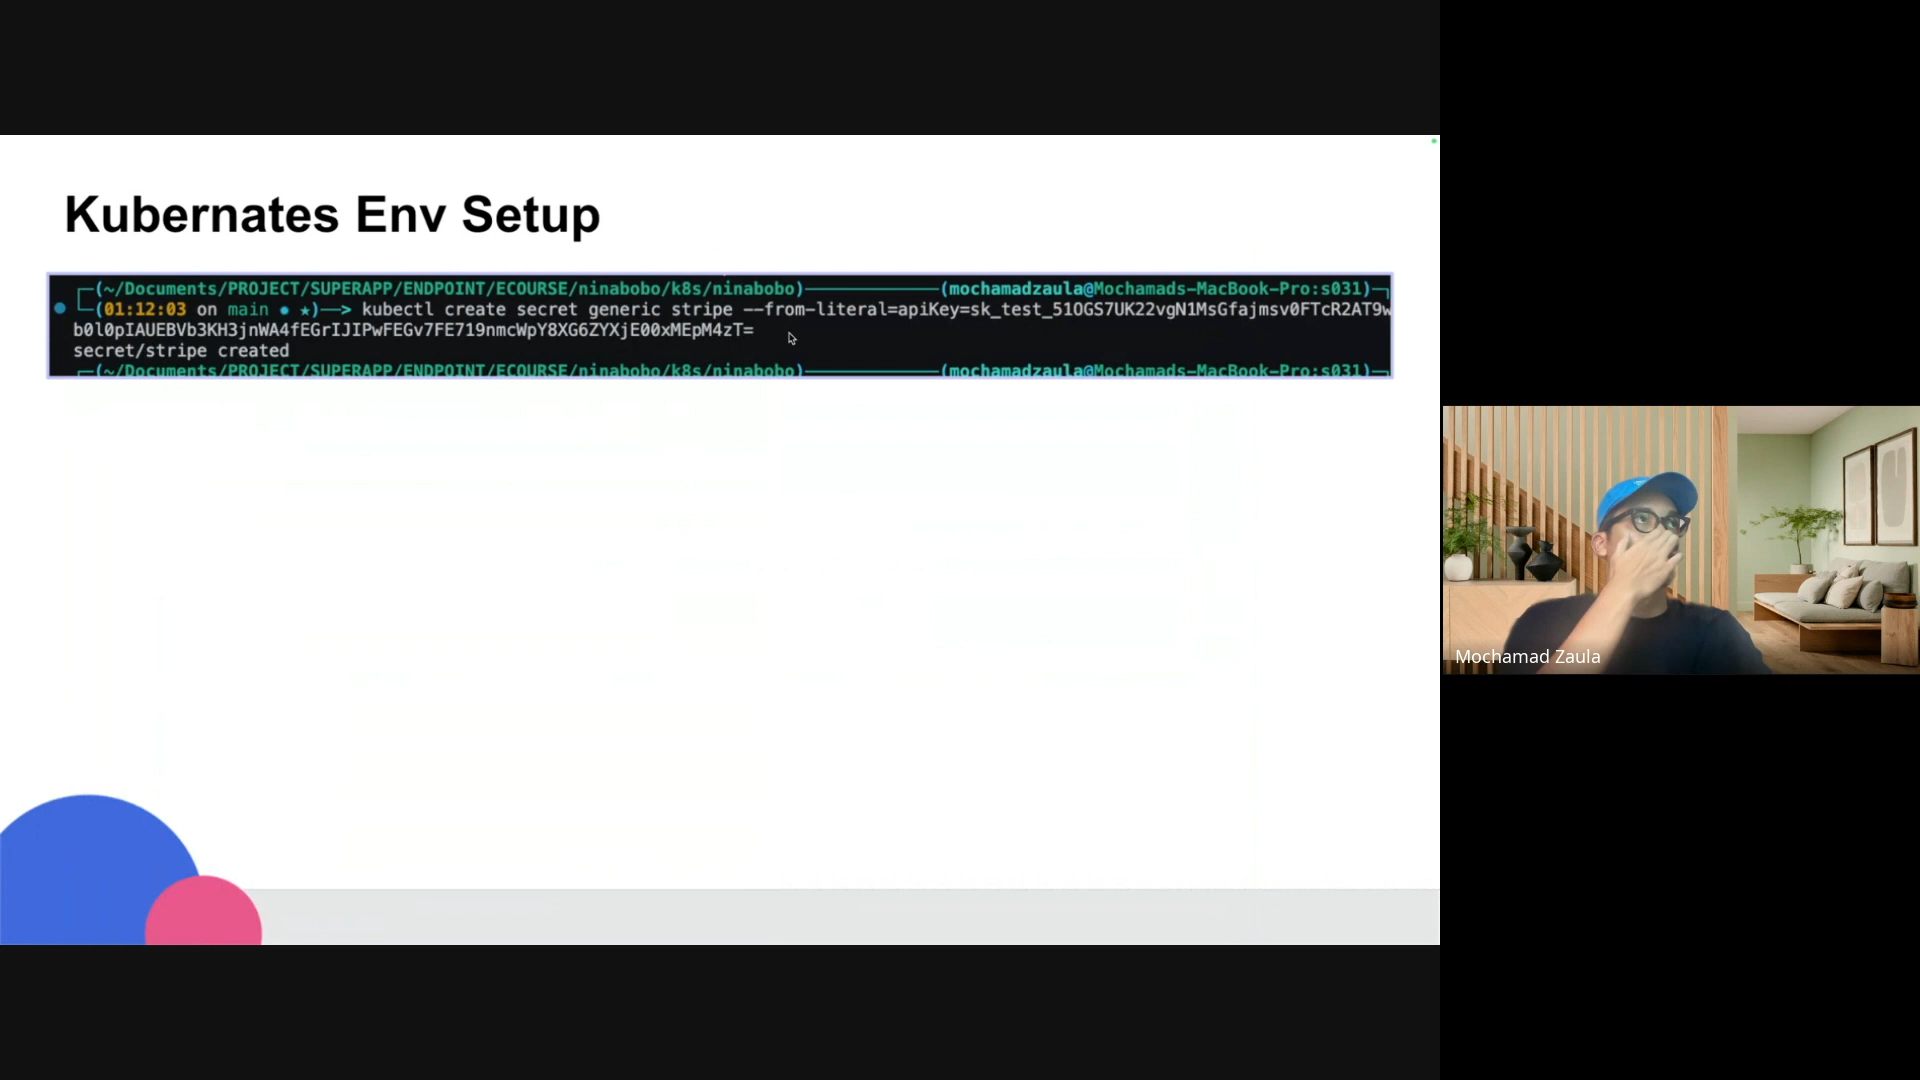 Kubernates Env Setup
(~/Documents/PROJECT/SUPERAPP/ENDPOINT/ECOURSE/ninabobo/k8s/ninabobo) (mochamadzaula@Mochamads-MacBook-Pro:s031)
(01:12:03 on main ● ★)—> kubectl create secret generic stripe --from-literal=apiKey=sk_test_51OGS7UK22vgN1MsGfajmsv0FTcR2AT9w
b0l0pIAUEBVb3KH3jnWA4fEGrIJIPwFEGv7FE719nmcWpY8XG6ZYXjE00xMEpM4zT=
secret/stripe created
(~/Documents/PROJECT/SUPERAPP/ENDPOINT/ECOURSE/ninabobo/k8s/ninabobo) (mochamadzaula@Mochamads-MacBook-Pro:s031)
Mochamad Zaula